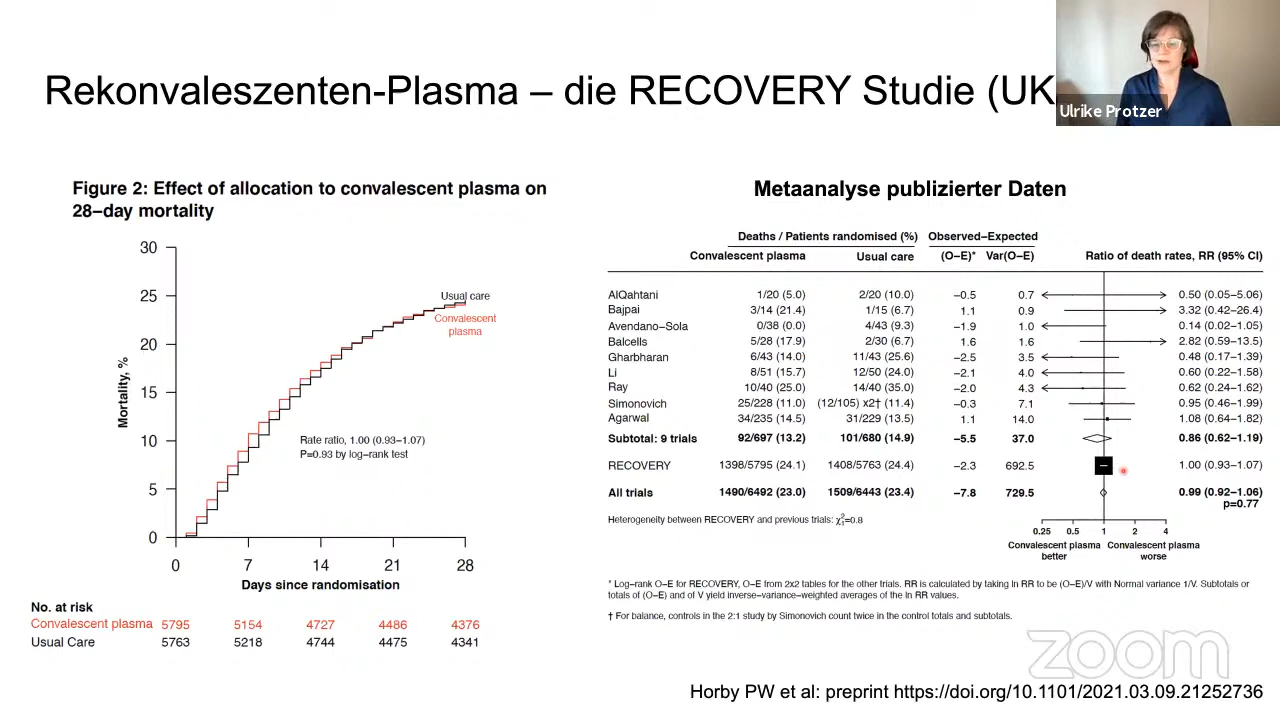 Rekonvaleszenten-Plasma – die RECOVERY Studie (UK
Ulrike Protzer
Figure 2: Effect of allocation to convalescent plasma on
28–day mortality
30
25
20
15
10
5
0
Mortality, %
Usual care
Convalescent
plasma
Rate ratio, 1.00 (0.93–1.07)
P=0.93 by log–rank test
0 7 14 21 28
Days since randomisation
No. at risk
Convalescent plasma 5795 5154 4727 4486 4376
Usual Care 5763 5218 4744 4475 4341
Metaanalyse publizierter Daten
Deaths / Patients randomised (%) Observed–Expected
Convalescent plasma Usual care (O–E)* Var(O–E) Ratio of death rates, RR (95% CI)
AlQahtani 1/20 (5.0) 2/20 (10.0) –0.5 0.7 0.50 (0.05–5.06)
Bajpai 3/14 (21.4) 1/15 (6.7) 1.1 0.9 3.32 (0.42–26.4)
Avendano–Sola 0/38 (0.0) 4/43 (9.3) –1.9 1.0 0.14 (0.02–1.05)
Balcells 5/28 (17.9) 2/30 (6.7) 1.6 1.6 2.82 (0.59–13.5)
Gharbharan 6/43 (14.0) 11/43 (25.6) –2.5 3.5 0.48 (0.17–1.39)
Li 8/51 (15.7) 12/50 (24.0) –2.1 4.0 0.60 (0.22–1.58)
Ray 10/40 (25.0) 14/40 (35.0) –2.0 4.3 0.62 (0.24–1.62)
Simonovich 25/228 (11.0) (12/105) x2† (11.4) –0.3 7.1 0.95 (0.46–1.99)
Agarwal 34/235 (14.5) 31/229 (13.5) 1.1 14.0 1.08 (0.64–1.82)
Subtotal: 9 trials 92/697 (13.2) 101/680 (14.9) –5.5 37.0 0.86 (0.62–1.19)
RECOVERY 1398/5795 (24.1) 1408/5763 (24.4) –2.3 692.5 1.00 (0.93–1.07)
All trials 1490/6492 (23.0) 1509/6443 (23.4) –7.8 729.5 0.99 (0.92–1.06)
p=0.77
Heterogeneity between RECOVERY and previous trials: χ²₁=0.8
0.25 0.5 1 2 4
Convalescent plasma Convalescent plasma
better worse
* Log–rank O–E for RECOVERY, O–E from 2x2 tables for the other trials. RR is calculated by taking ln RR to be (O–E)/V with Normal variance 1/V. Subtotals or
totals of (O–E) and of V yield inverse–variance–weighted averages of the ln RR values.
† For balance, controls in the 2:1 study by Simonovich count twice in the control totals and subtotals.
zoom
Horby PW et al: preprint https://doi.org/10.1101/2021.03.09.21252736